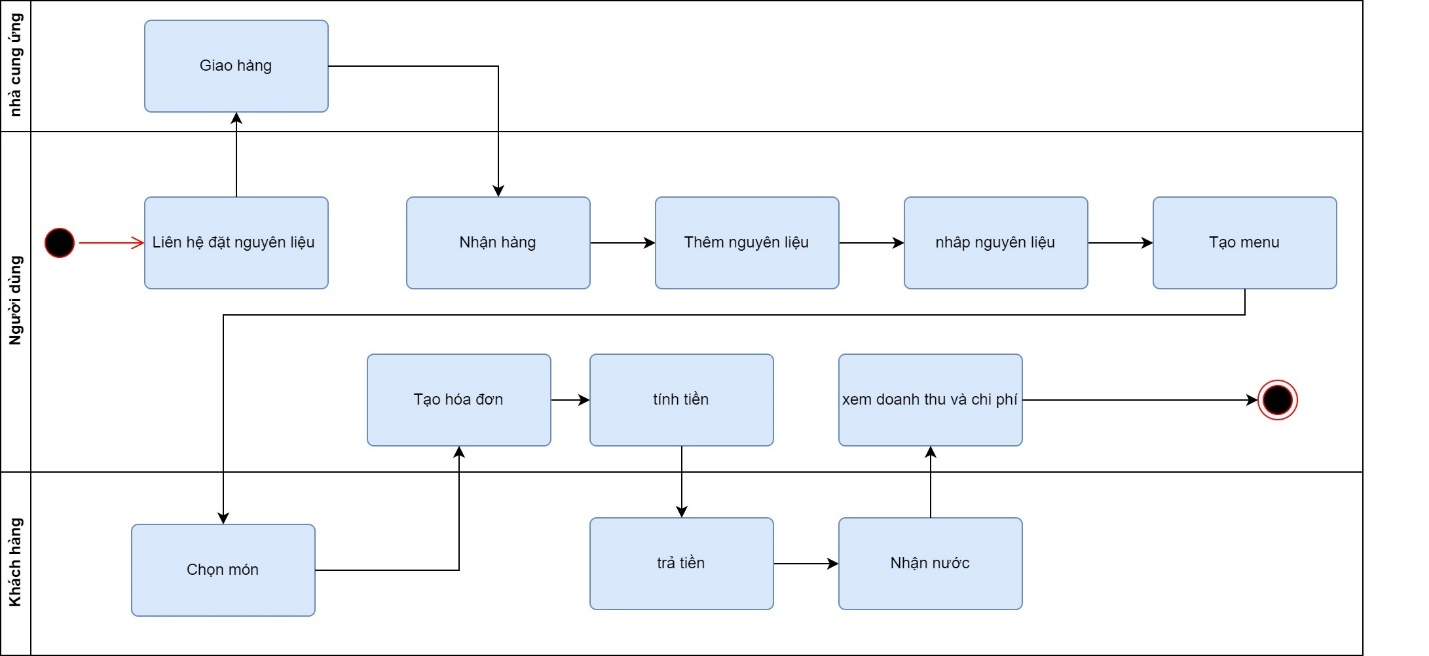 nhà cung ứng
Giao hàng
Người dùng
Liên hệ đặt nguyên liệu
Nhận hàng
Thêm nguyên liệu
nhâp nguyên liệu
Tạo menu
Tạo hóa đơn
tính tiền
xem doanh thu và chi phí
Khách hàng
Chọn món
trả tiền
Nhận nước